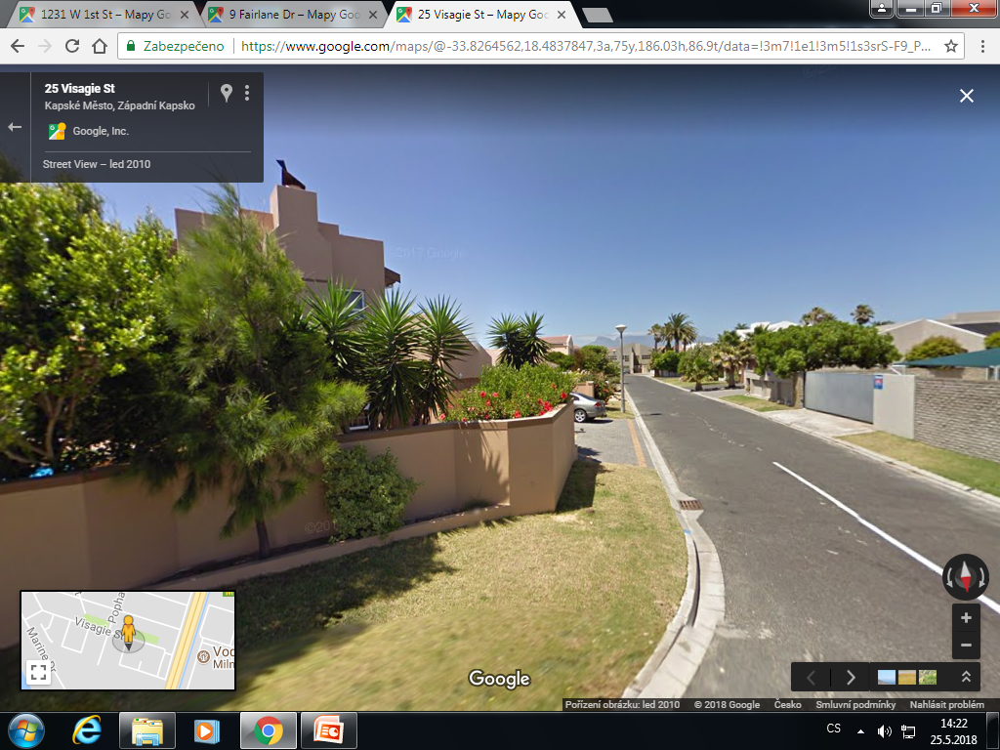 1231 W 1st St – Mapy Go
9 Fairlane Dr – Mapy Goo
25 Visagie St – Mapy Goo
Zabezpečeno
https://www.google.com/maps/@-33.8264562,18.4837847,3a,75y,186.03h,86.9t/data=!3m7!1e1!3m5!1s3srS-F9_P...
25 Visagie St
Kapské Město, Západní Kapsko
Google, Inc.
Street View – led 2010
©2017 Google
Visagie St
Popha
Marine
Voc
Miln
Google
Pořízení obrázku: led 2010 © 2018 Google Česko Smluvní podmínky Nahlásit problém
CS
14:22
25.5.2018